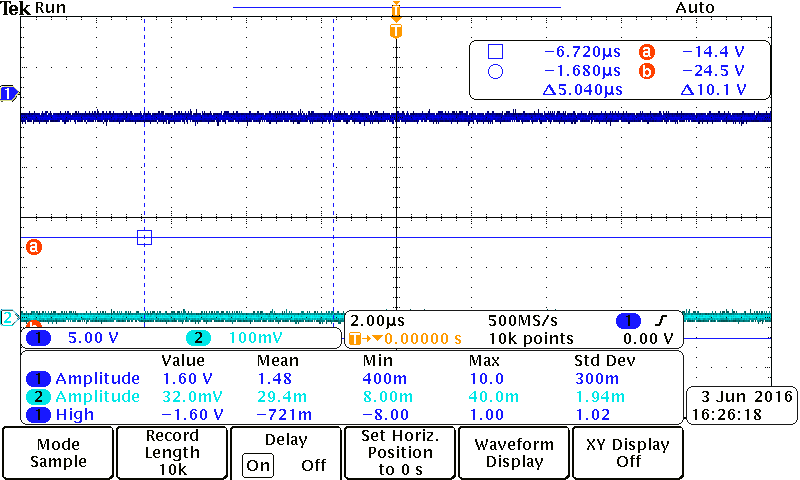 Tek Run Auto
T
T
−6.720µs a −14.4 V
−1.680µs b −24.5 V
Δ5.040µs Δ10.1 V
1
a
2
b
1 5.00 V 2 100mV
2.00µs 500MS/s 1 0.00 V
T→▼0.00000 s 10k points
Value Mean Min Max Std Dev
1 Amplitude 1.60 V 1.48 400m 10.0 300m
2 Amplitude 32.0mV 29.4m 8.00m 40.0m 1.94m
1 High −1.60 V −721m −8.00 1.00 1.02
3 Jun 2016
16:26:18
Mode
Sample
Record
Length
10k
Delay
On Off
Set Horiz.
Position
to 0 s
Waveform
Display
XY Display
Off